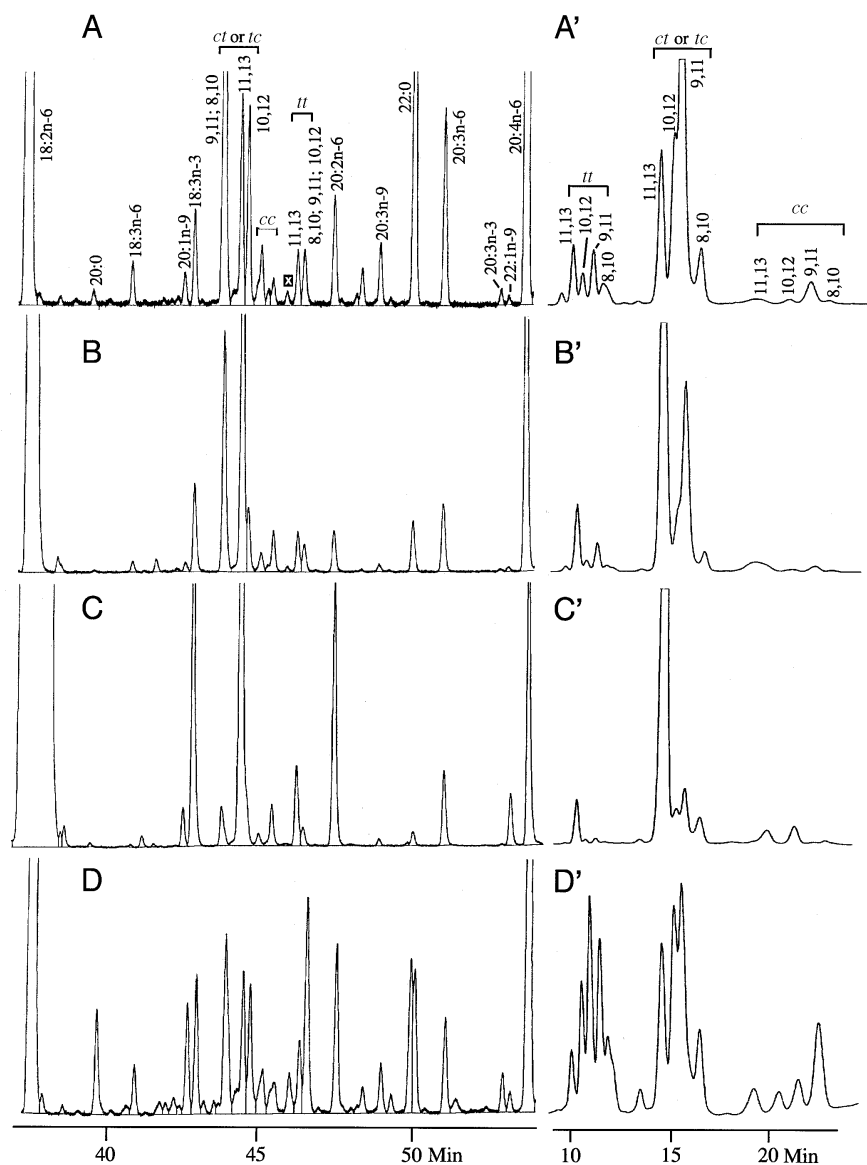 A
ct or tc
18:2n-6
20:0
18:3n-6
20:1n-9
18:3n-3
9,11; 8,10
11,13
10,12
cc
x
tt
11,13
8,10; 9,11; 10,12
20:2n-6
20:3n-9
22:0
20:3n-6
20:3n-3
22:1n-9
20:4n-6
A'
ct or tc
tt
11,13
10,12
9,11
8,10
11,13
10,12
9,11
8,10
cc
11,13
10,12
9,11
8,10
B
B'
C
C'
D
D'
40 45 50 Min
10 15 20 Min